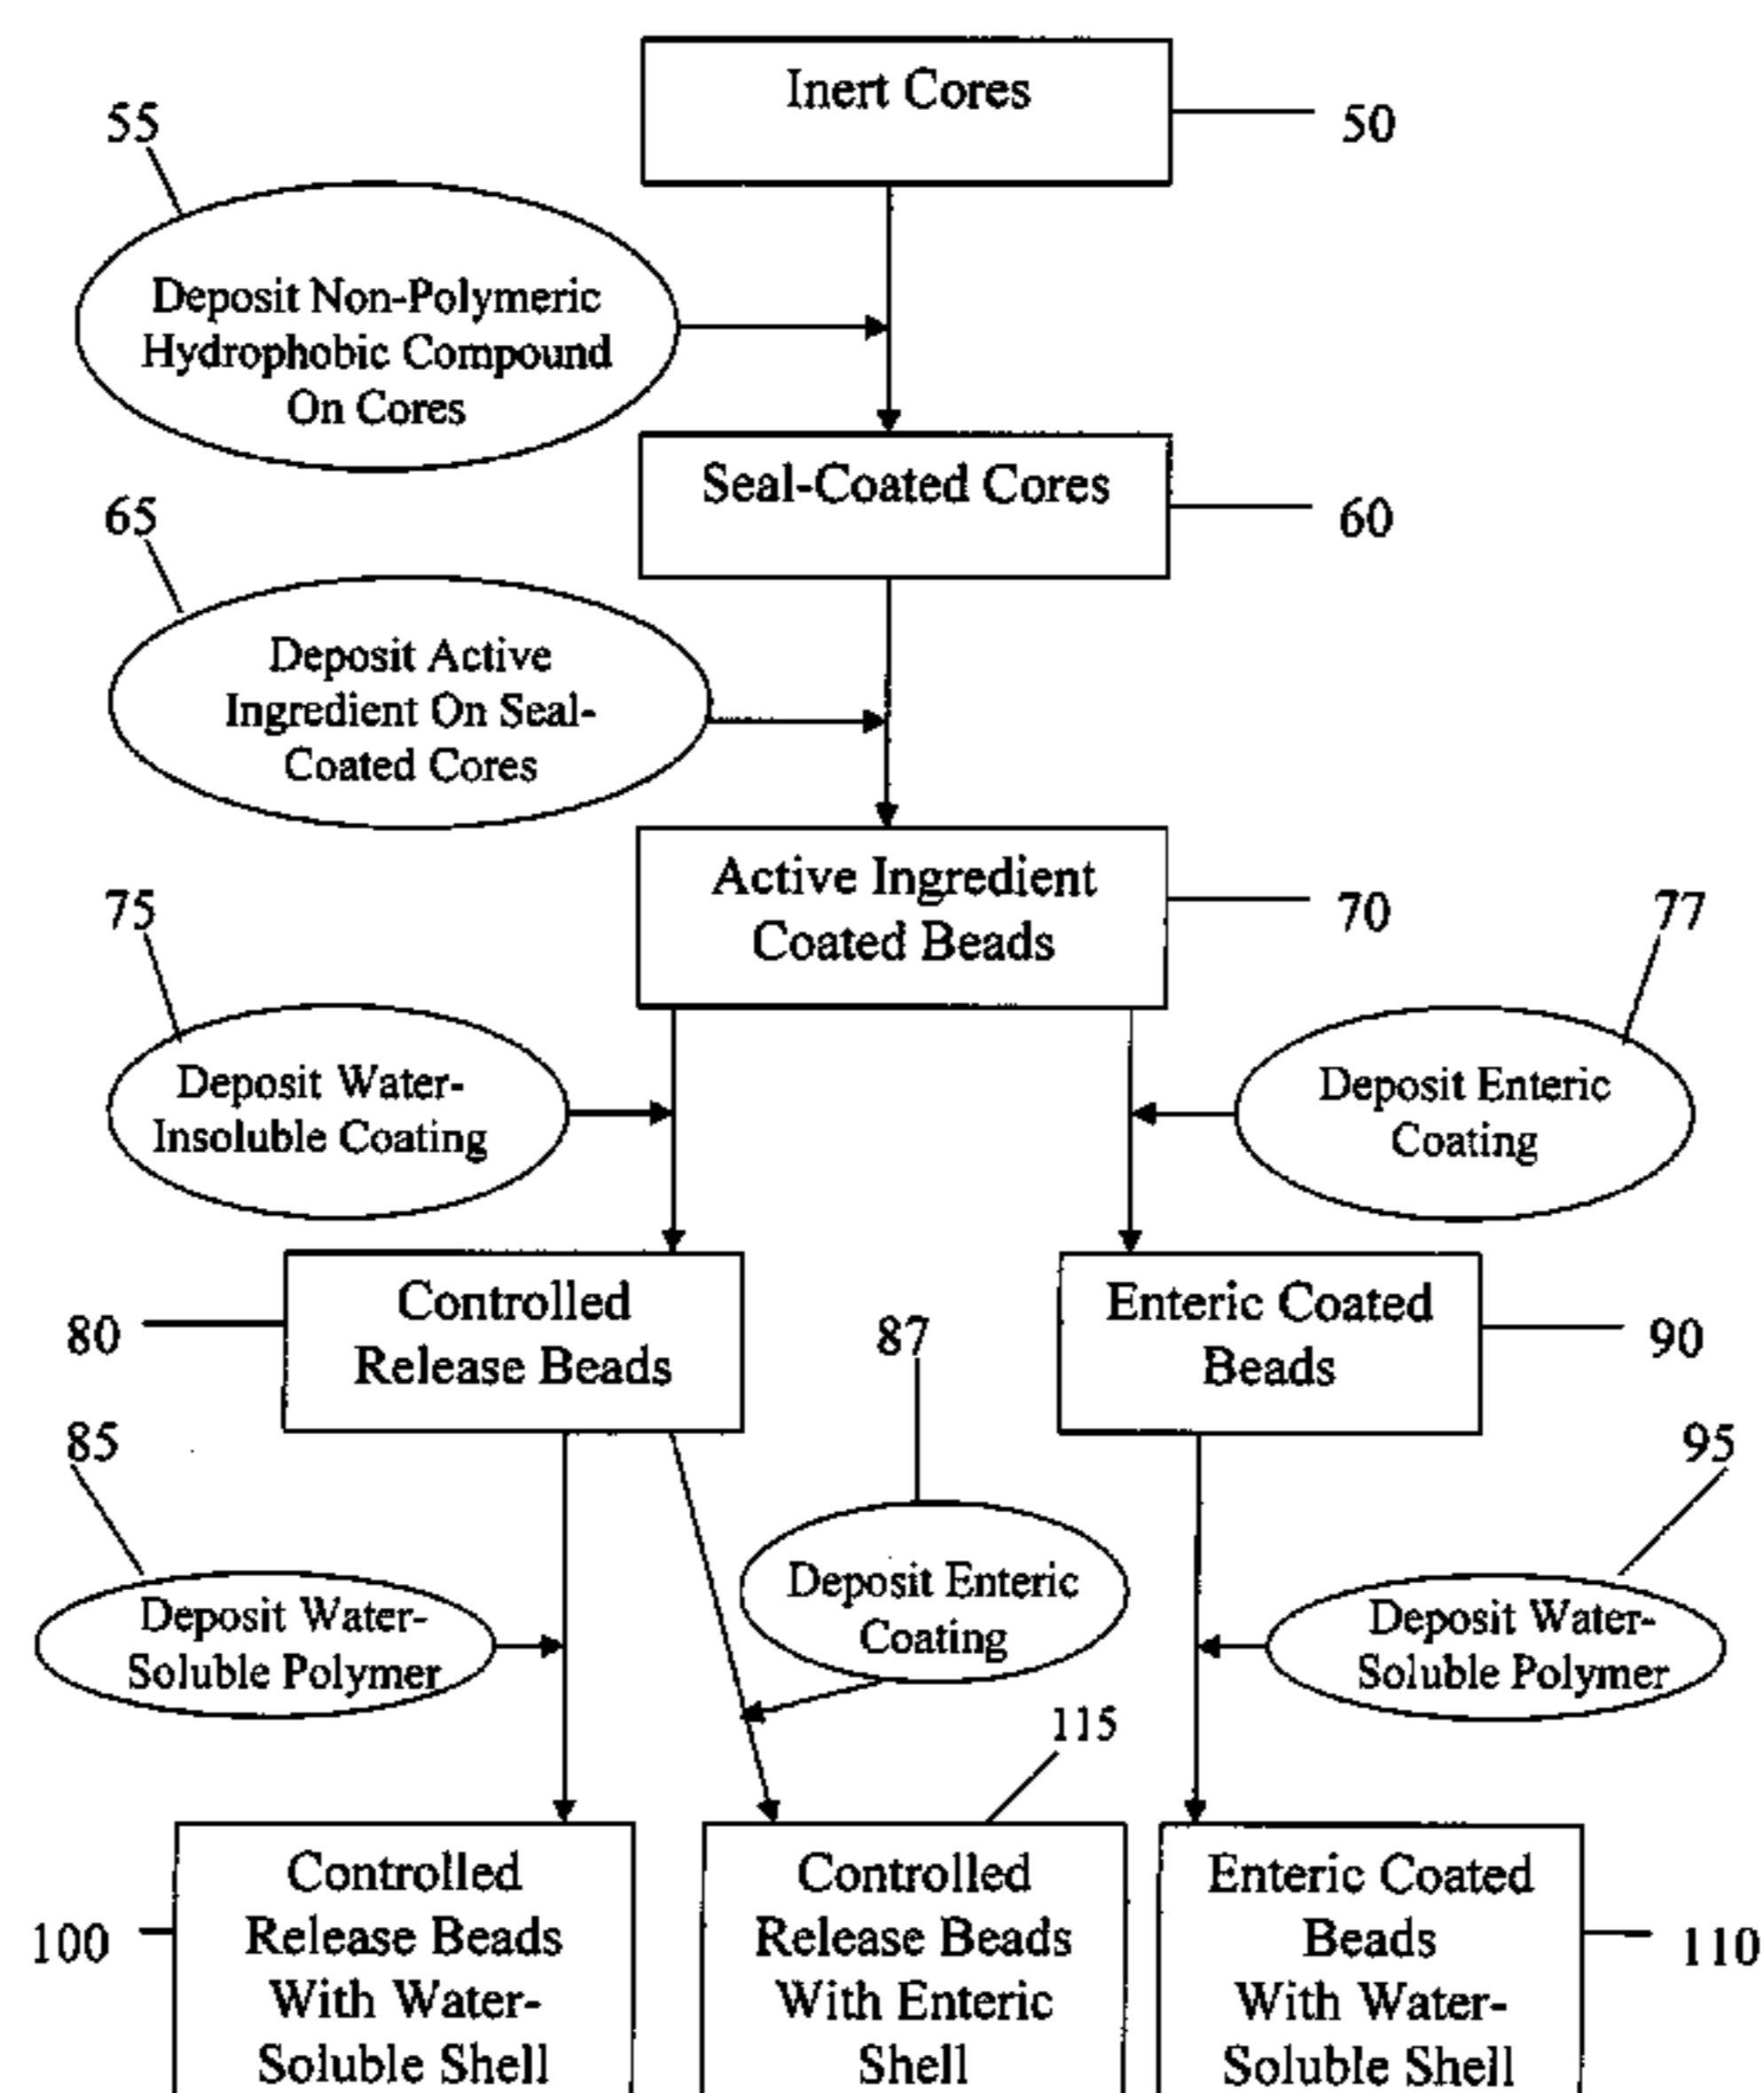 Inert Cores
50
55
Deposit Non-Polymeric
Hydrophobic Compound
On Cores
Seal-Coated Cores
60
65
Deposit Active
Ingredient On Seal-
Coated Cores
Active Ingredient
Coated Beads
70
75
77
Deposit Water-
Insoluble Coating
Deposit Enteric
Coating
Controlled
Release Beads
80
87
Enteric Coated
Beads
90
85
95
Deposit Water-
Soluble Polymer
Deposit Enteric
Coating
Deposit Water-
Soluble Polymer
115
100
Controlled
Release Beads
With Water-
Soluble Shell
Controlled
Release Beads
With Enteric
Shell
Enteric Coated
Beads
With Water-
Soluble Shell
110